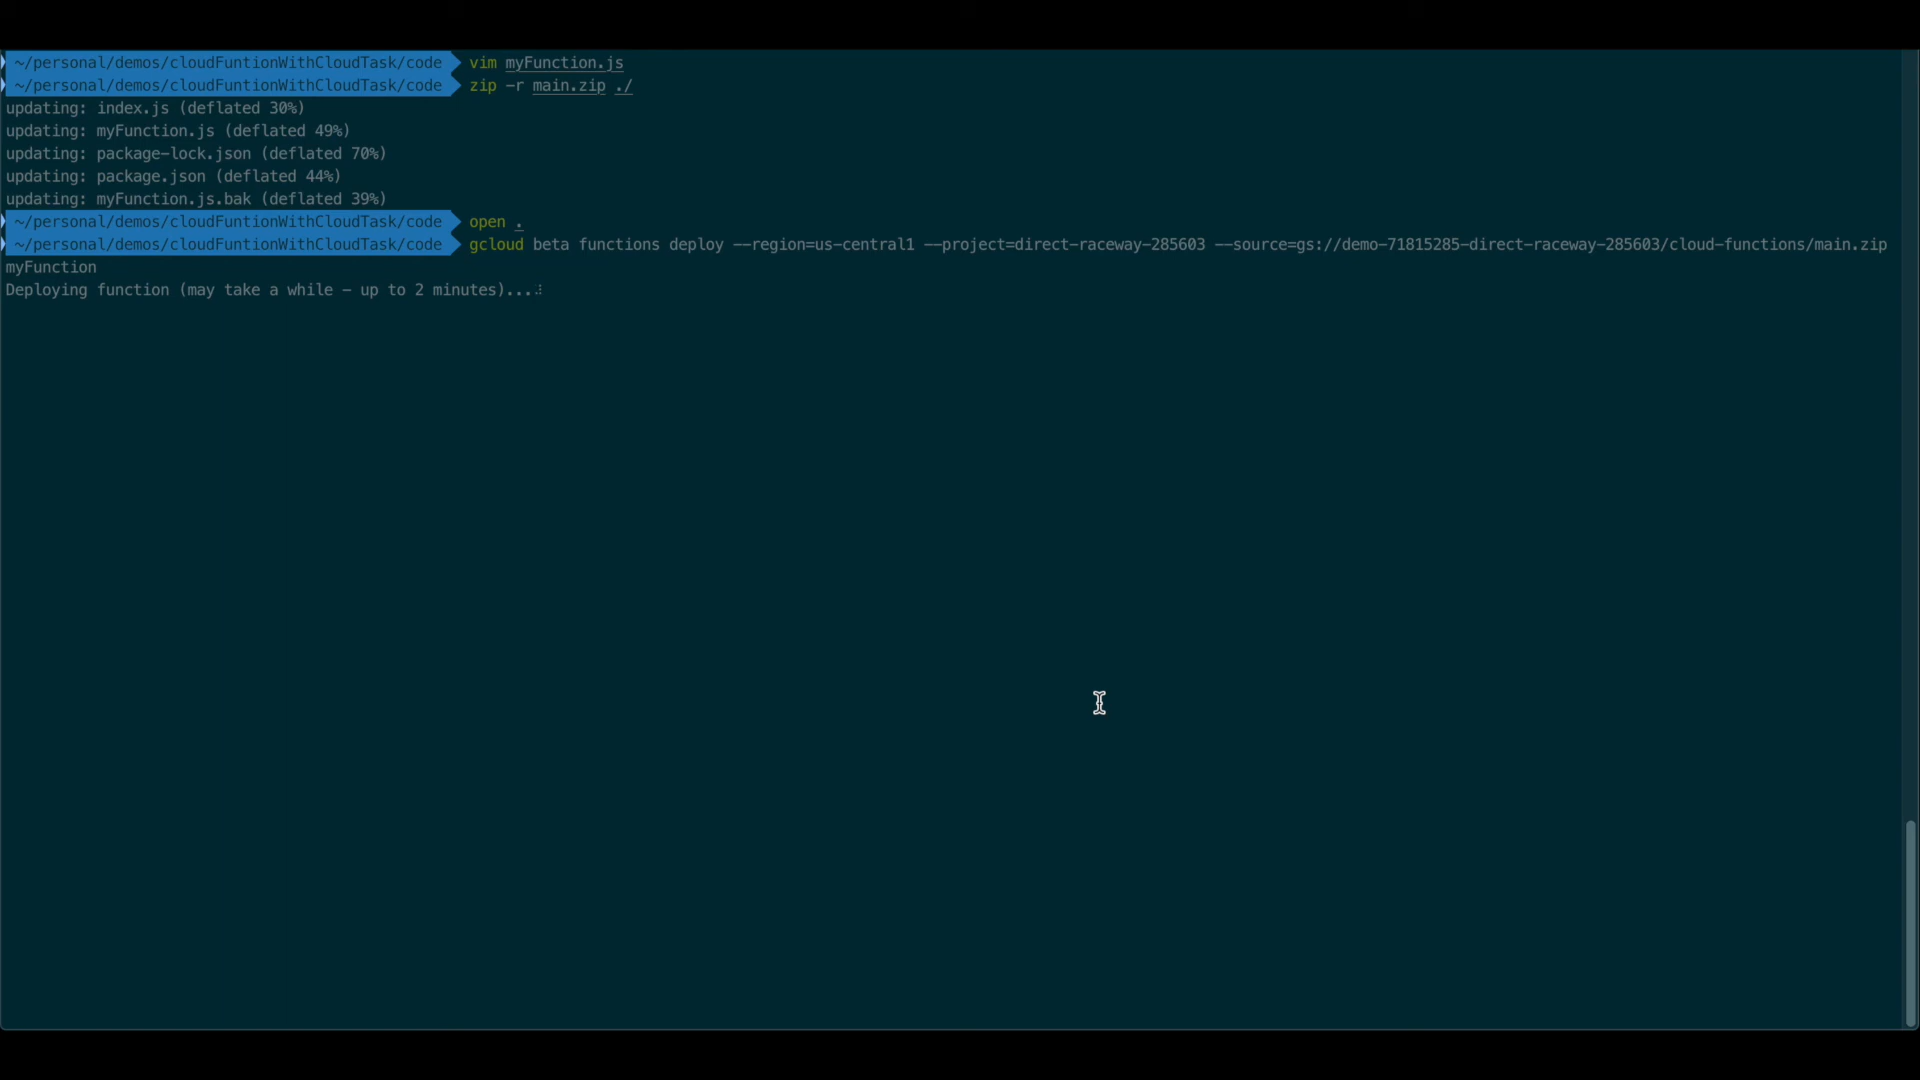 ~/personal/demos/cloudFuntionWithCloudTask/code vim myFunction.js
~/personal/demos/cloudFuntionWithCloudTask/code zip -r main.zip ./
updating: index.js (deflated 30%)
updating: myFunction.js (deflated 49%)
updating: package-lock.json (deflated 70%)
updating: package.json (deflated 44%)
updating: myFunction.js.bak (deflated 39%)
~/personal/demos/cloudFuntionWithCloudTask/code open .
~/personal/demos/cloudFuntionWithCloudTask/code gcloud beta functions deploy --region=us-central1 --project=direct-raceway-285603 --source=gs://demo-71815285-direct-raceway-285603/cloud-functions/main.zip
myFunction
Deploying function (may take a while - up to 2 minutes)...